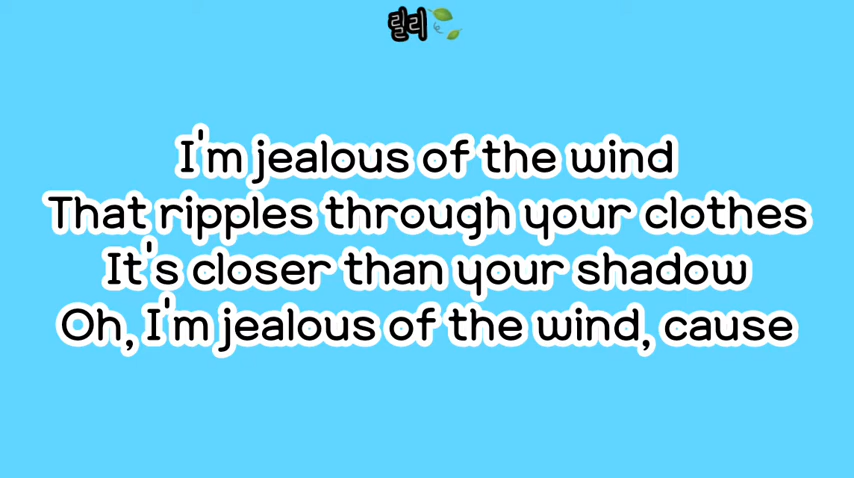 릴리
I'm jealous of the wind
That ripples through your clothes
It's closer than your shadow
Oh, I'm jealous of the wind, cause